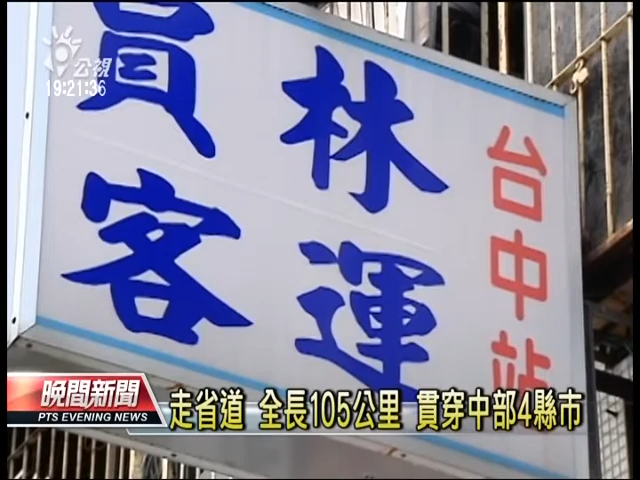 公視
19:21:36
員林
客運
台中站
晚間新聞
PTS EVENING NEWS
走省道 全長105公里 貫穿中部4縣市